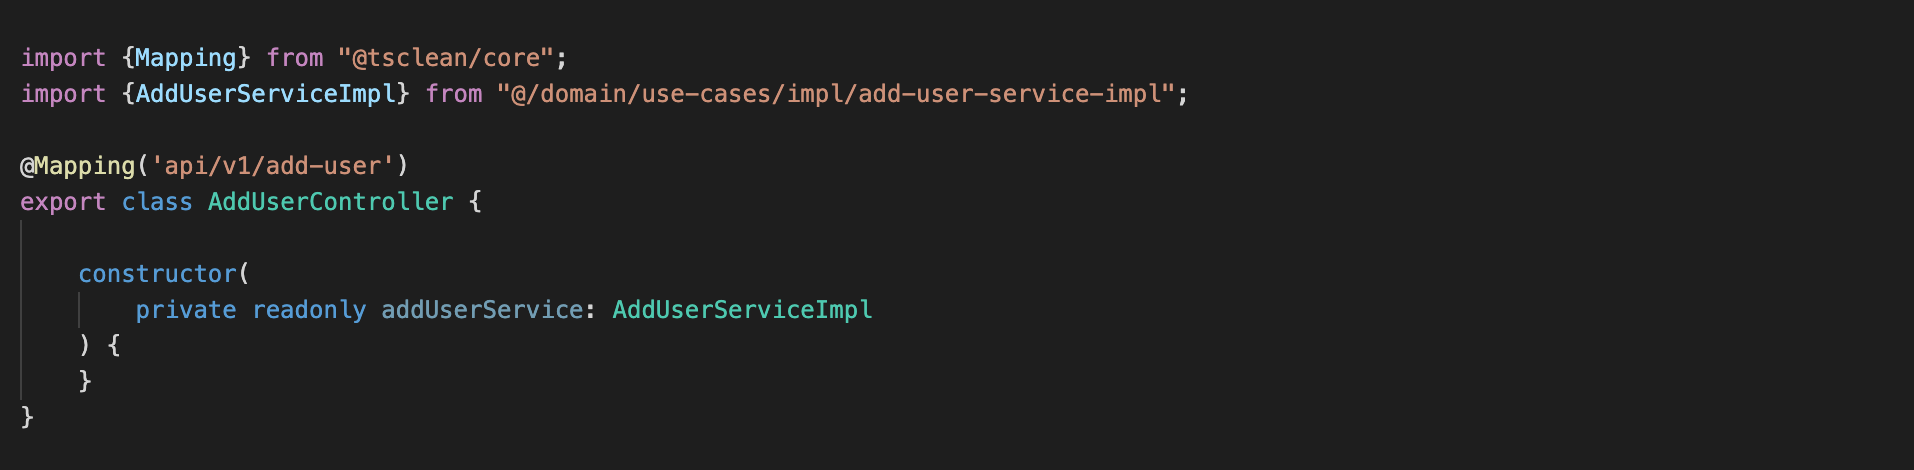 import {Mapping} from "@tsclean/core";
import {AddUserServiceImpl} from "@/domain/use-cases/impl/add-user-service-impl";
@Mapping('api/v1/add-user')
export class AddUserController {
constructor(
private readonly addUserService: AddUserServiceImpl
) {
}
}